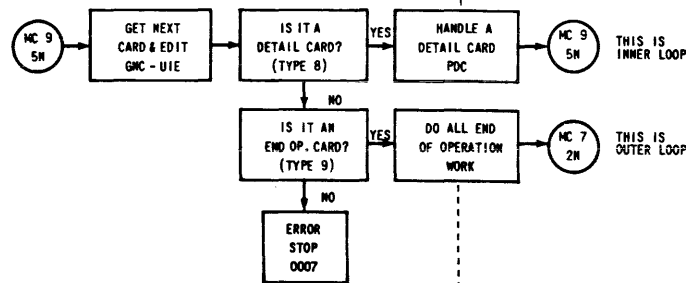 MC 9
5N
GET NEXT
CARD & EDIT
GNC - UIE
IS IT A
DETAIL CARD?
(TYPE 8)
YES
HANDLE A
DETAIL CARD
PDC
MC 9
5N
THIS IS
INNER LOOP
NO
IS IT AN
END OP. CARD?
(TYPE 9)
YES
DO ALL END
OF OPERATION
WORK
MC 7
2N
THIS IS
OUTER LOOP
NO
ERROR
STOP
0007